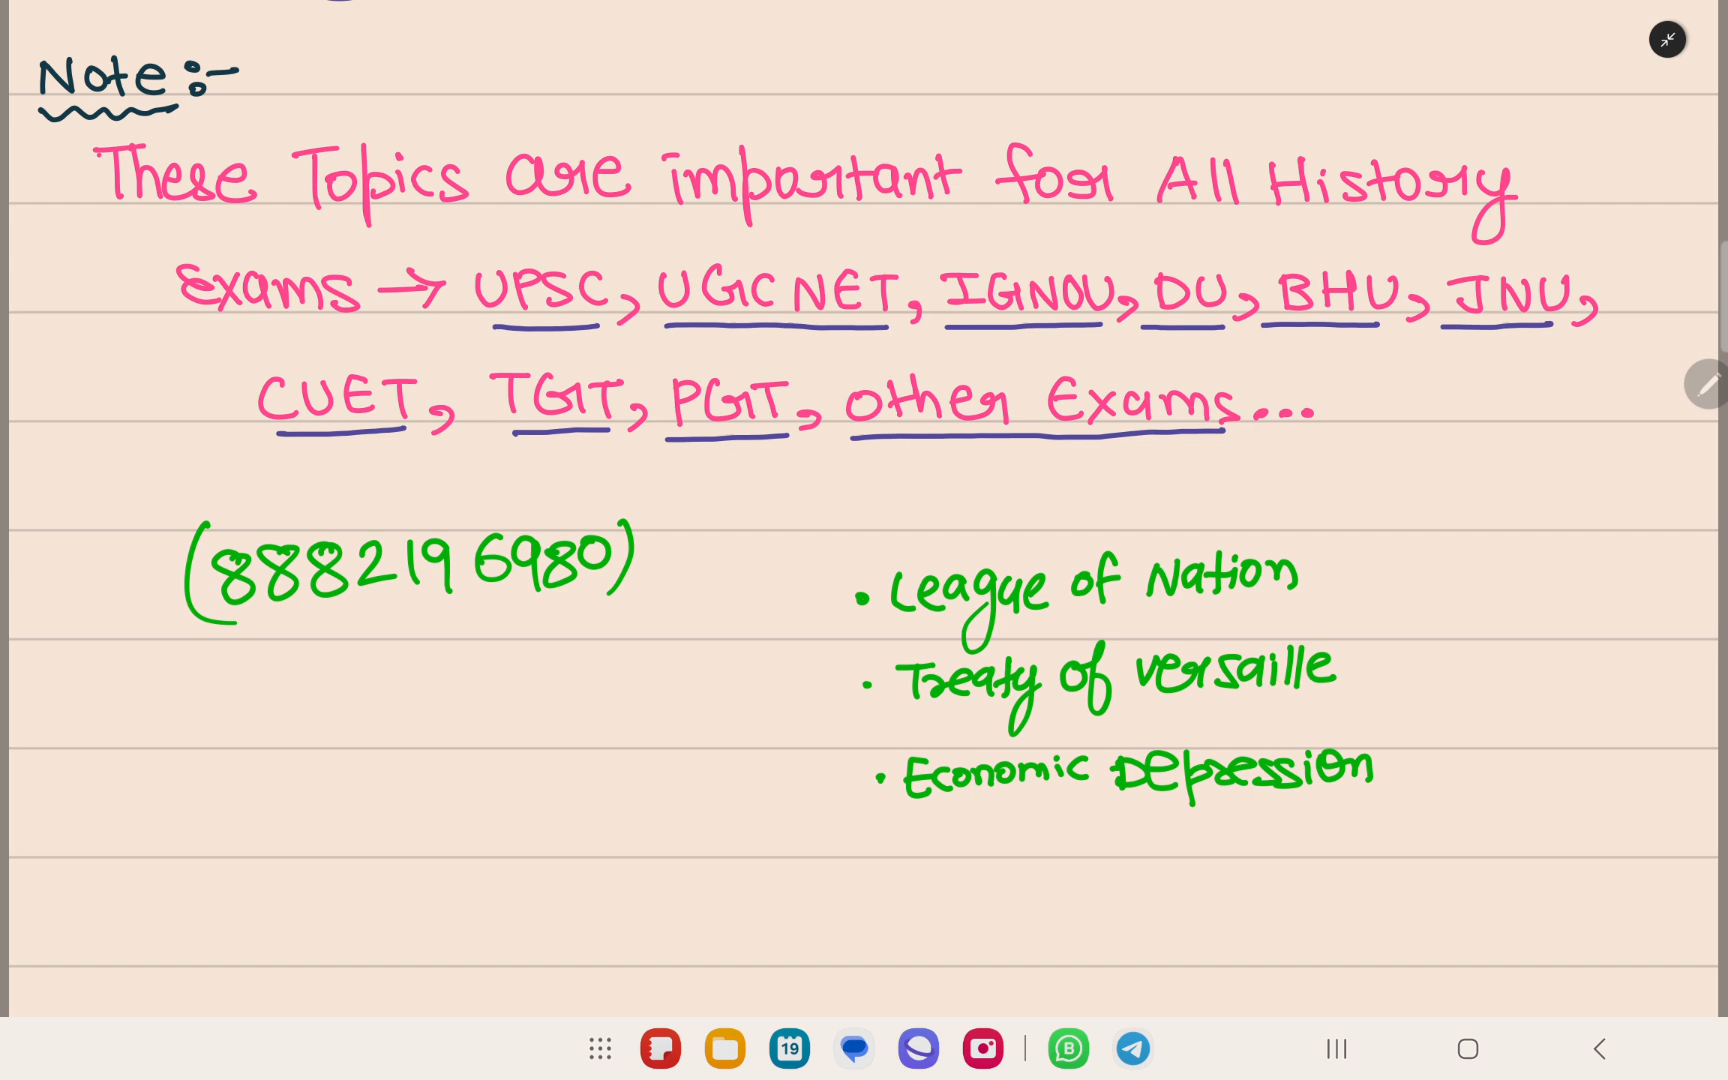 Note :-
These Topics are important for All History
Exams → UPSC, UGC NET, IGNOU, DU, BHU, JNU,
CUET, TGT, PGT, other Exams...
(8882196980)
• League of Nation
• Treaty of versaille
• Economic Depression
19
B